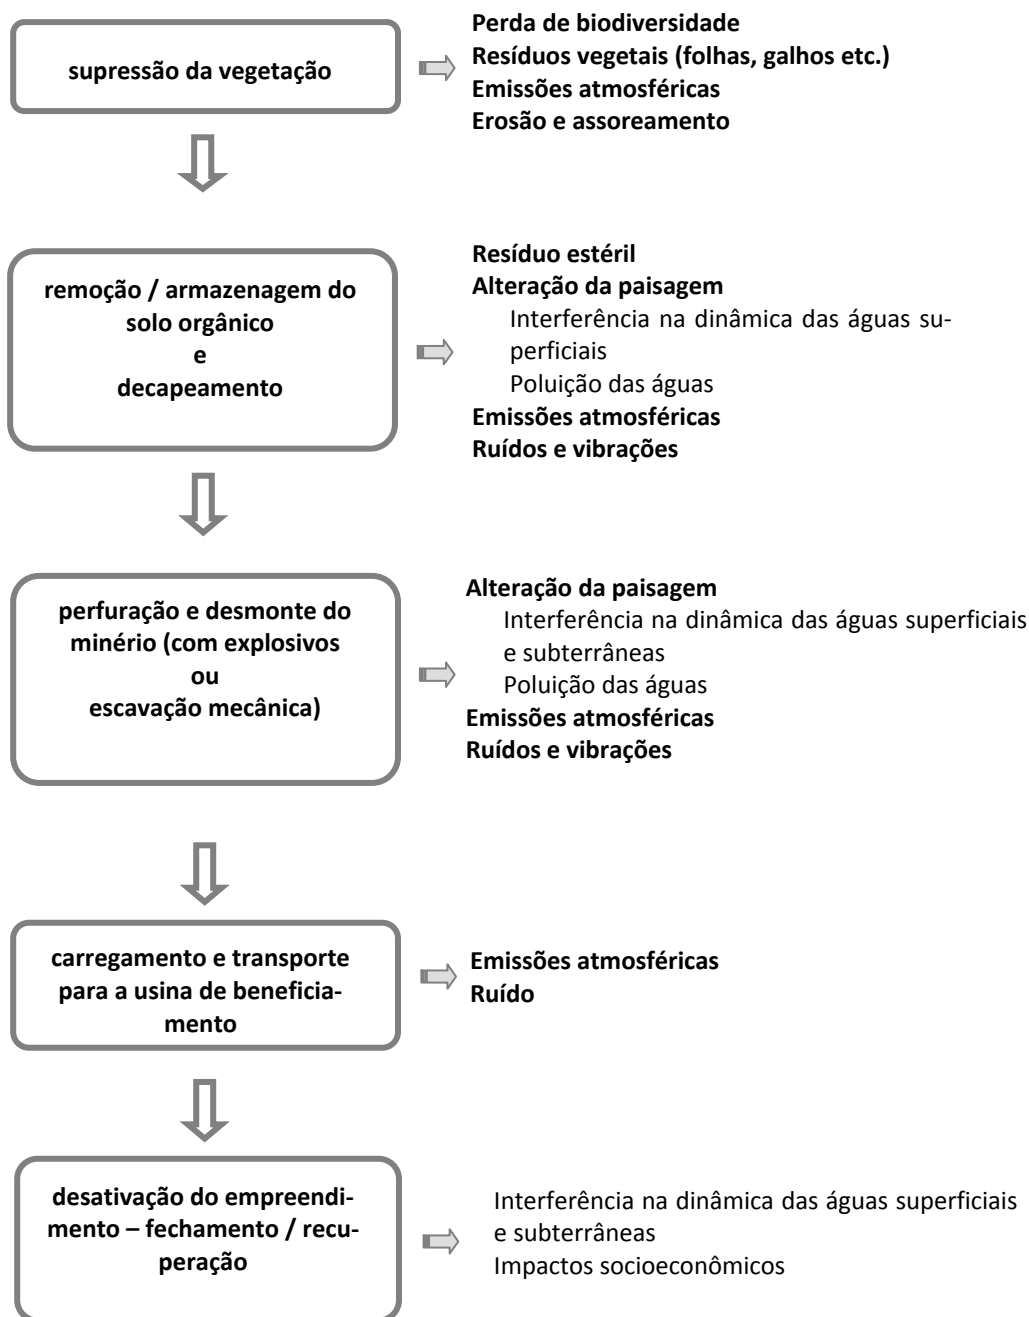 supressão da vegetação
Perda de biodiversidade
Resíduos vegetais (folhas, galhos etc.)
Emissões atmosféricas
Erosão e assoreamento
remoção / armazenagem do
solo orgânico
e
decapeamento
Resíduo estéril
Alteração da paisagem
Interferência na dinâmica das águas su-
perficiais
Poluição das águas
Emissões atmosféricas
Ruídos e vibrações
perfuração e desmonte do
minério (com explosivos
ou
escavação mecânica)
Alteração da paisagem
Interferência na dinâmica das águas superficiais
e subterrâneas
Poluição das águas
Emissões atmosféricas
Ruídos e vibrações
carregamento e transporte
para a usina de beneficia-
mento
Emissões atmosféricas
Ruído
desativação do empreendi-
mento – fechamento / recu-
peração
Interferência na dinâmica das águas superficiais
e subterrâneas
Impactos socioeconômicos